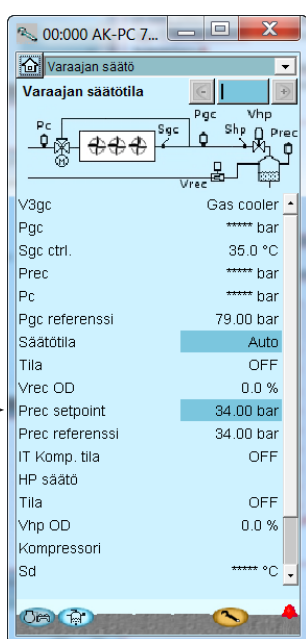 00:000 AK-PC 7...
Varaajan säätö
Varaajan säätötila
Pgc Vhp
Pc Sgc Shp Prec
M
Vrec
V3gc Gas cooler
Pgc ***** bar
Sgc ctrl. 35.0 °C
Prec ***** bar
Pc ***** bar
Pgc referenssi 79.00 bar
Säätötila Auto
Tila OFF
Vrec OD 0.0 %
Prec setpoint 34.00 bar
Prec referenssi 34.00 bar
IT Komp. tila OFF
HP säätö
Tila OFF
Vhp OD 0.0 %
Kompressori
Sd ***** °C